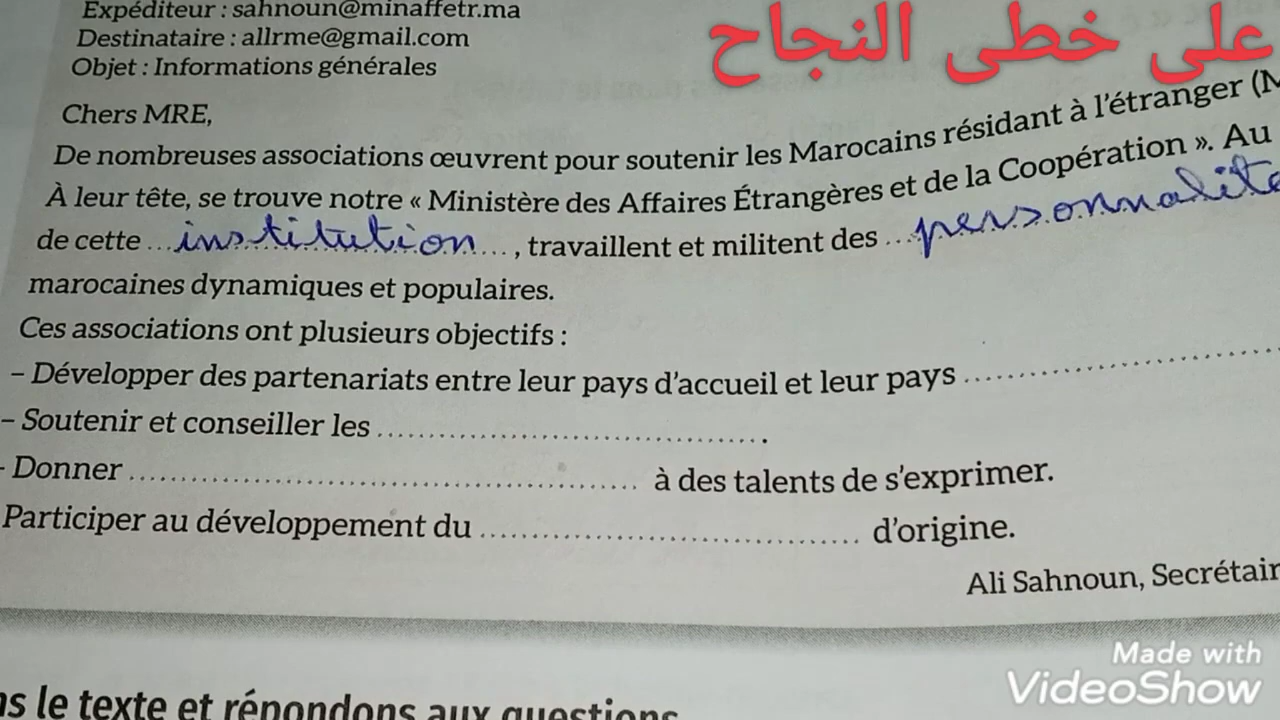 Expéditeur : sahnoun@minaffetr.ma
Destinataire : allrme@gmail.com
Objet : Informations générales
على خطى النجاح
Chers MRE,
De nombreuses associations œuvrent pour soutenir les Marocains résidant à l'étranger (M
À leur tête, se trouve notre « Ministère des Affaires Étrangères et de la Coopération ». Au
de cette ... institution ... , travaillent et militent des ... personnalité
marocaines dynamiques et populaires.
Ces associations ont plusieurs objectifs :
– Développer des partenariats entre leur pays d'accueil et leur pays ........................
– Soutenir et conseiller les ........................ .
- Donner ........................ à des talents de s'exprimer.
Participer au développement du ........................ d'origine.
Ali Sahnoun, Secrétair
Made with
VideoShow
ns le texte et répondons aux questions